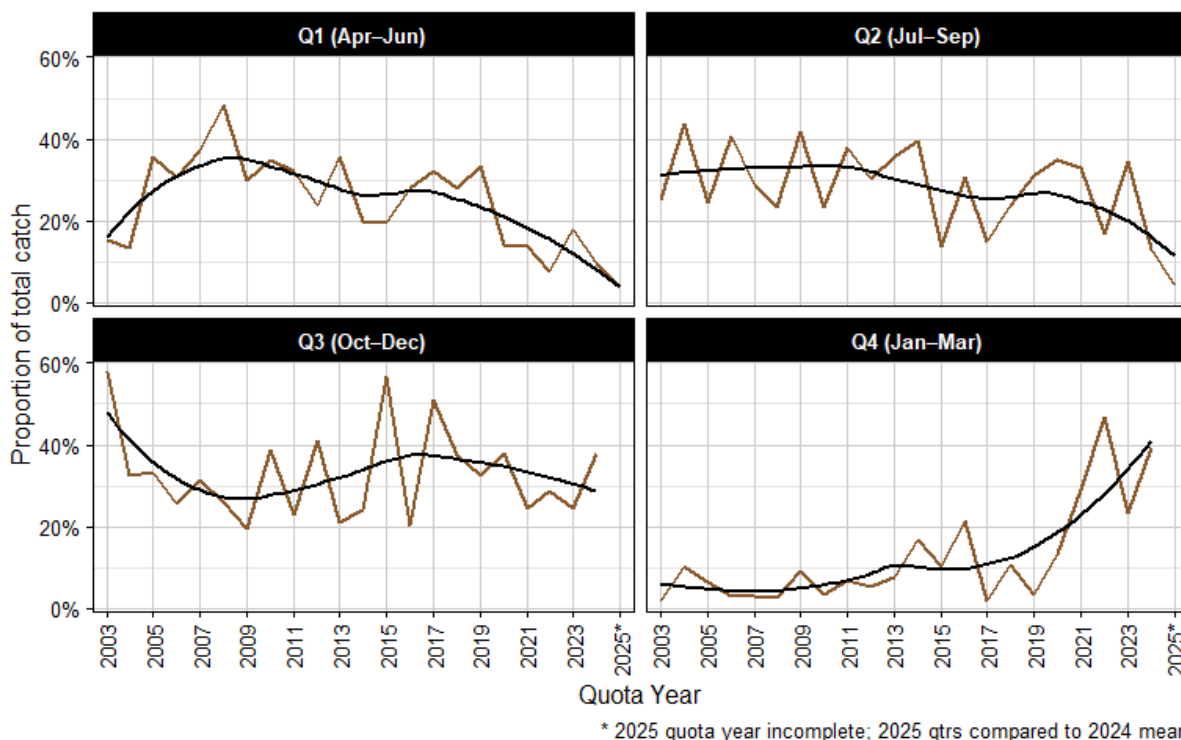 Q1 (Apr–Jun)
Q2 (Jul–Sep)
60%
40%
20%
0%
Q3 (Oct–Dec)
Q4 (Jan–Mar)
60%
40%
20%
0%
Proportion of total catch
2003 2005 2007 2009 2011 2013 2015 2017 2019 2021 2023 2025*
2003 2005 2007 2009 2011 2013 2015 2017 2019 2021 2023 2025*
Quota Year
* 2025 quota year incomplete; 2025 qtrs compared to 2024 mear